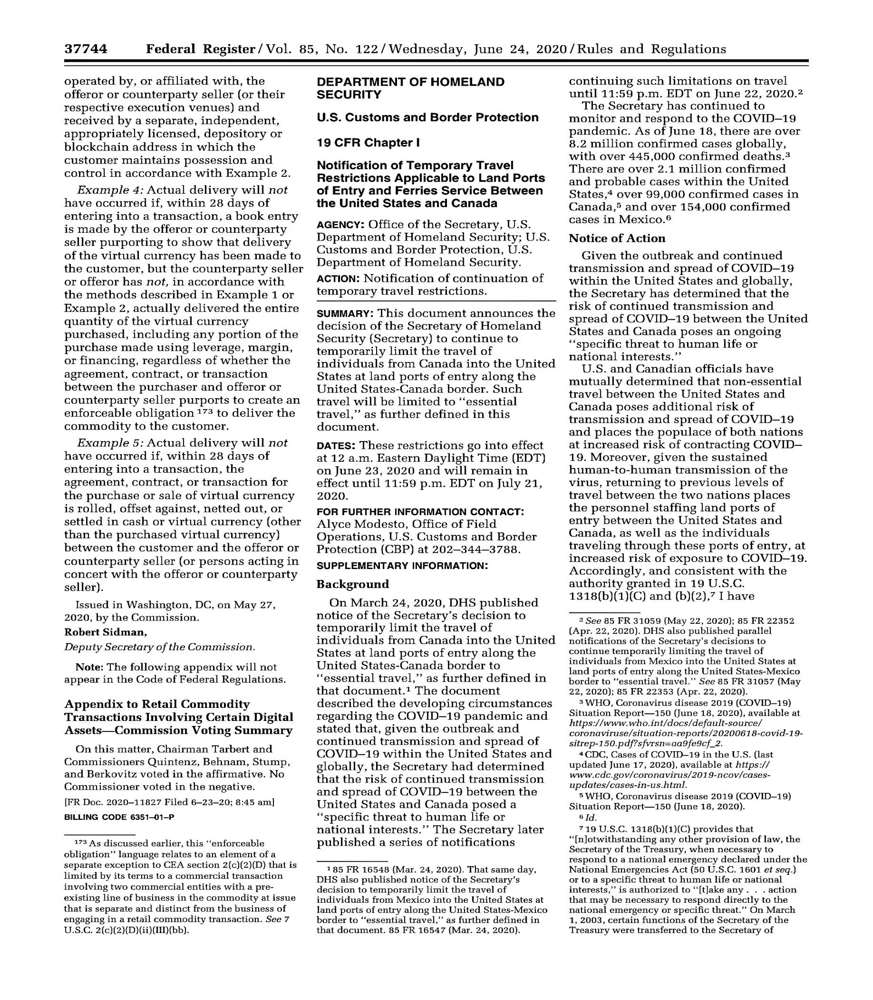 37744 Federal Register / Vol. 85, No. 122 / Wednesday, June 24, 2020 / Rules and Regulations
operated by, or affiliated with, the
offeror or counterparty seller (or their
respective execution venues) and
received by a separate, independent,
appropriately licensed, depository or
blockchain address in which the
customer maintains possession and
control in accordance with Example 2.
Example 4: Actual delivery will not
have occurred if, within 28 days of
entering into a transaction, a book entry
is made by the offeror or counterparty
seller purporting to show that delivery
of the virtual currency has been made to
the customer, but the counterparty seller
or offeror has not, in accordance with
the methods described in Example 1 or
Example 2, actually delivered the entire
quantity of the virtual currency
purchased, including any portion of the
purchase made using leverage, margin,
or financing, regardless of whether the
agreement, contract, or transaction
between the purchaser and offeror or
counterparty seller purports to create an
enforceable obligation 173 to deliver the
commodity to the customer.
Example 5: Actual delivery will not
have occurred if, within 28 days of
entering into a transaction, the
agreement, contract, or transaction for
the purchase or sale of virtual currency
is rolled, offset against, netted out, or
settled in cash or virtual currency (other
than the purchased virtual currency)
between the customer and the offeror or
counterparty seller (or persons acting in
concert with the offeror or counterparty
seller).
Issued in Washington, DC, on May 27,
2020, by the Commission.
Robert Sidman,
Deputy Secretary of the Commission.
Note: The following appendix will not
appear in the Code of Federal Regulations.
Appendix to Retail Commodity
Transactions Involving Certain Digital
Assets—Commission Voting Summary
On this matter, Chairman Tarbert and
Commissioners Quintenz, Behnam, Stump,
and Berkovitz voted in the affirmative. No
Commissioner voted in the negative.
[FR Doc. 2020–11827 Filed 6–23–20; 8:45 am]
BILLING CODE 6351–01–P
173 As discussed earlier, this ‘‘enforceable
obligation’’ language relates to an element of a
separate exception to CEA section 2(c)(2)(D) that is
limited by its terms to a commercial transaction
involving two commercial entities with a pre-
existing line of business in the commodity at issue
that is separate and distinct from the business of
engaging in a retail commodity transaction. See 7
U.S.C. 2(c)(2)(D)(ii)(III)(bb).
DEPARTMENT OF HOMELAND
SECURITY
U.S. Customs and Border Protection
19 CFR Chapter I
Notification of Temporary Travel
Restrictions Applicable to Land Ports
of Entry and Ferries Service Between
the United States and Canada
AGENCY: Office of the Secretary, U.S.
Department of Homeland Security; U.S.
Customs and Border Protection, U.S.
Department of Homeland Security.
ACTION: Notification of continuation of
temporary travel restrictions.
SUMMARY: This document announces the
decision of the Secretary of Homeland
Security (Secretary) to continue to
temporarily limit the travel of
individuals from Canada into the United
States at land ports of entry along the
United States-Canada border. Such
travel will be limited to ‘‘essential
travel,’’ as further defined in this
document.
DATES: These restrictions go into effect
at 12 a.m. Eastern Daylight Time (EDT)
on June 23, 2020 and will remain in
effect until 11:59 p.m. EDT on July 21,
2020.
FOR FURTHER INFORMATION CONTACT:
Alyce Modesto, Office of Field
Operations, U.S. Customs and Border
Protection (CBP) at 202–344–3788.
SUPPLEMENTARY INFORMATION:
Background
On March 24, 2020, DHS published
notice of the Secretary’s decision to
temporarily limit the travel of
individuals from Canada into the United
States at land ports of entry along the
United States-Canada border to
‘‘essential travel,’’ as further defined in
that document.1 The document
described the developing circumstances
regarding the COVID–19 pandemic and
stated that, given the outbreak and
continued transmission and spread of
COVID–19 within the United States and
globally, the Secretary had determined
that the risk of continued transmission
and spread of COVID–19 between the
United States and Canada posed a
‘‘specific threat to human life or
national interests.’’ The Secretary later
published a series of notifications
1 85 FR 16548 (Mar. 24, 2020). That same day,
DHS also published notice of the Secretary’s
decision to temporarily limit the travel of
individuals from Mexico into the United States at
land ports of entry along the United States-Mexico
border to ‘‘essential travel,’’ as further defined in
that document. 85 FR 16547 (Mar. 24, 2020).
continuing such limitations on travel
until 11:59 p.m. EDT on June 22, 2020.2
The Secretary has continued to
monitor and respond to the COVID–19
pandemic. As of June 18, there are over
8.2 million confirmed cases globally,
with over 445,000 confirmed deaths.3
There are over 2.1 million confirmed
and probable cases within the United
States,4 over 99,000 confirmed cases in
Canada,5 and over 154,000 confirmed
cases in Mexico.6
Notice of Action
Given the outbreak and continued
transmission and spread of COVID–19
within the United States and globally,
the Secretary has determined that the
risk of continued transmission and
spread of COVID–19 between the United
States and Canada poses an ongoing
‘‘specific threat to human life or
national interests.’’
U.S. and Canadian officials have
mutually determined that non-essential
travel between the United States and
Canada poses additional risk of
transmission and spread of COVID–19
and places the populace of both nations
at increased risk of contracting COVID–
19. Moreover, given the sustained
human-to-human transmission of the
virus, returning to previous levels of
travel between the two nations places
the personnel staffing land ports of
entry between the United States and
Canada, as well as the individuals
traveling through these ports of entry, at
increased risk of exposure to COVID–19.
Accordingly, and consistent with the
authority granted in 19 U.S.C.
1318(b)(1)(C) and (b)(2),7 I have
2 See 85 FR 31059 (May 22, 2020); 85 FR 22352
(Apr. 22, 2020). DHS also published parallel
notifications of the Secretary’s decisions to
continue temporarily limiting the travel of
individuals from Mexico into the United States at
land ports of entry along the United States-Mexico
border to ‘‘essential travel.’’ See 85 FR 31057 (May
22, 2020); 85 FR 22353 (Apr. 22, 2020).
3 WHO, Coronavirus disease 2019 (COVID–19)
Situation Report—150 (June 18, 2020), available at
https://www.who.int/docs/default-source/
coronaviruse/situation-reports/20200618-covid-19-
sitrep-150.pdf?sfvrsn=aa9fe9cf_2.
4 CDC, Cases of COVID–19 in the U.S. (last
updated June 17, 2020), available at https://
www.cdc.gov/coronavirus/2019-ncov/cases-
updates/cases-in-us.html.
5 WHO, Coronavirus disease 2019 (COVID–19)
Situation Report—150 (June 18, 2020).
6 Id.
7 19 U.S.C. 1318(b)(1)(C) provides that
‘‘[n]otwithstanding any other provision of law, the
Secretary of the Treasury, when necessary to
respond to a national emergency declared under the
National Emergencies Act (50 U.S.C. 1601 et seq.)
or to a specific threat to human life or national
interests,’’ is authorized to ‘‘[t]ake any . . . action
that may be necessary to respond directly to the
national emergency or specific threat.’’ On March
1, 2003, certain functions of the Secretary of the
Treasury were transferred to the Secretary of